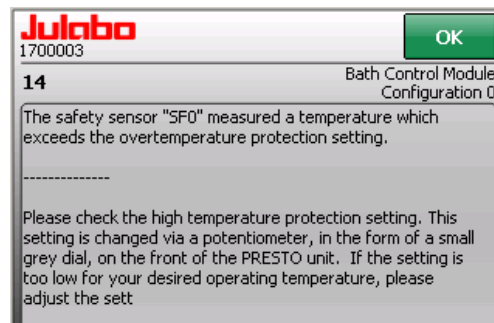 Julabo
OK
1700003
14
Bath Control Module
Configuration 0
The safety sensor "SF0" measured a temperature which
exceeds the overtemperature protection setting.
--------------
Please check the high temperature protection setting. This
setting is changed via a potentiometer, in the form of a small
grey dial, on the front of the PRESTO unit.  If the setting is
too low for your desired operating temperature, please
adjust the sett